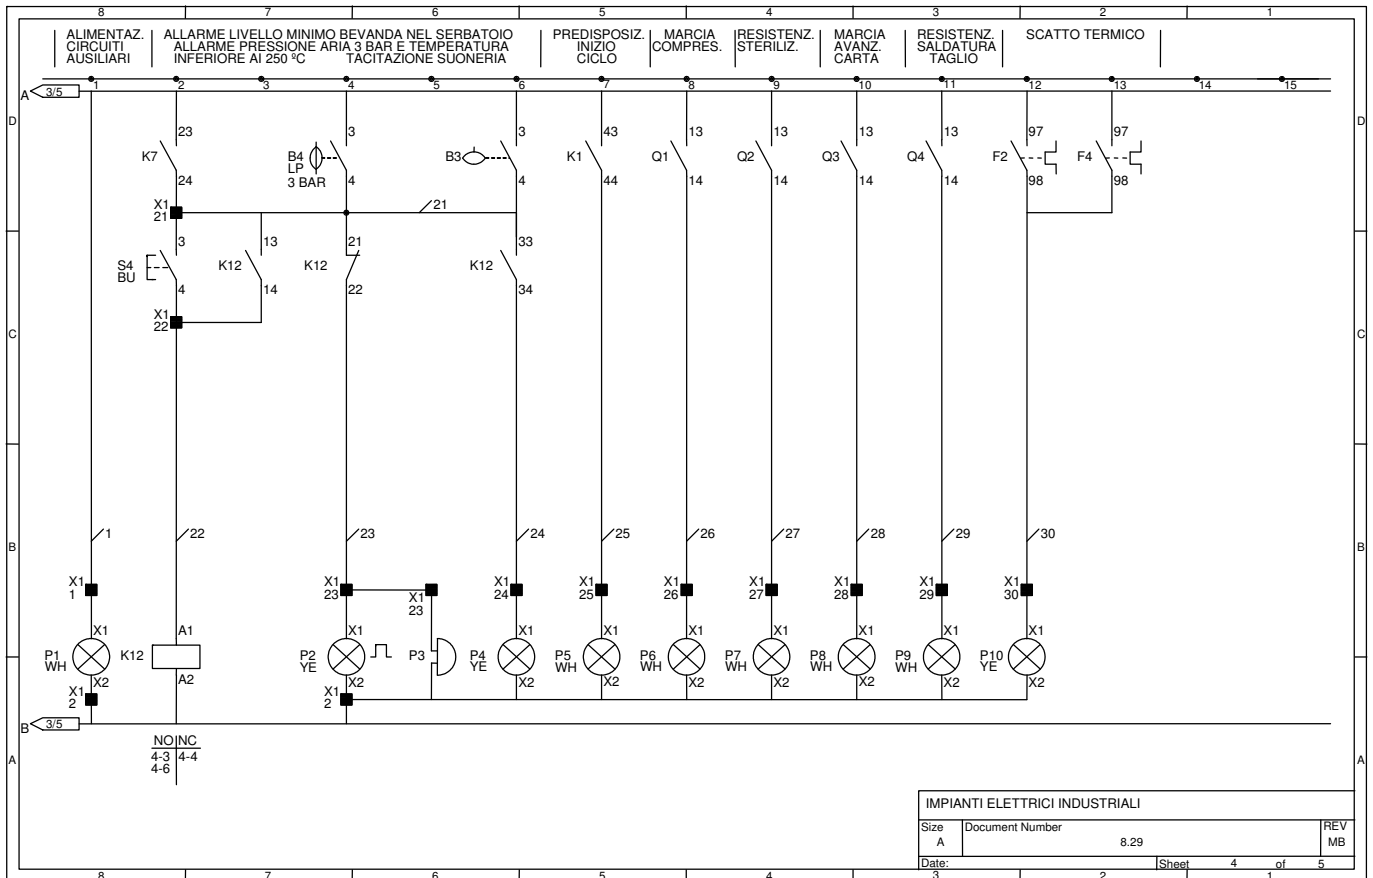 8 7 6 5 4 3 2 1
ALIMENTAZ.
CIRCUITI
AUSILIARI
ALLARME LIVELLO MINIMO BEVANDA NEL SERBATOIO
ALLARME PRESSIONE ARIA 3 BAR E TEMPERATURA
INFERIORE AI 250 ºC TACITAZIONE SUONERIA
PREDISPOSIZ.
INIZIO
CICLO
MARCIA
COMPRES.
RESISTENZ.
STERILIZ.
MARCIA
AVANZ.
CARTA
RESISTENZ.
SALDATURA
TAGLIO
SCATTO TERMICO
1 2 3 4 5 6 7 8 9 10 11 12 13 14 15
A 3/5
D D
23 3 3 43 13 13 13 13 97 97
K7 B4 B3 K1 Q1 Q2 Q3 Q4 F2 F4
LP
3 BAR
24 4 4 44 14 14 14 14 98 98
X1
21
21
3 13 21 33
S4
BU
K12 K12 K12
4 14 22 34
X1
22
C C
1 22 23 24 25 26 27 28 29 30
B B
X1
1
X1
23
X1
23
X1
24
X1
25
X1
26
X1
27
X1
28
X1
29
X1
30
X1 A1 X1 X1 X1 X1 X1 X1 X1 X1
P1
WH
K12
P2
YE
P3
P4
YE
P5
WH
P6
WH
P7
WH
P8
WH
P9
WH
P10
YE
X2 A2 X2 X2 X2 X2 X2 X2 X2 X2
X1
2
X1
2
B 3/5
NO NC
4-3 4-4
4-6
A A
IMPIANTI ELETTRICI INDUSTRIALI
Size Document Number REV
A 8.29 MB
Date: Sheet 4 of 5
8 7 6 5 4 3 2 1